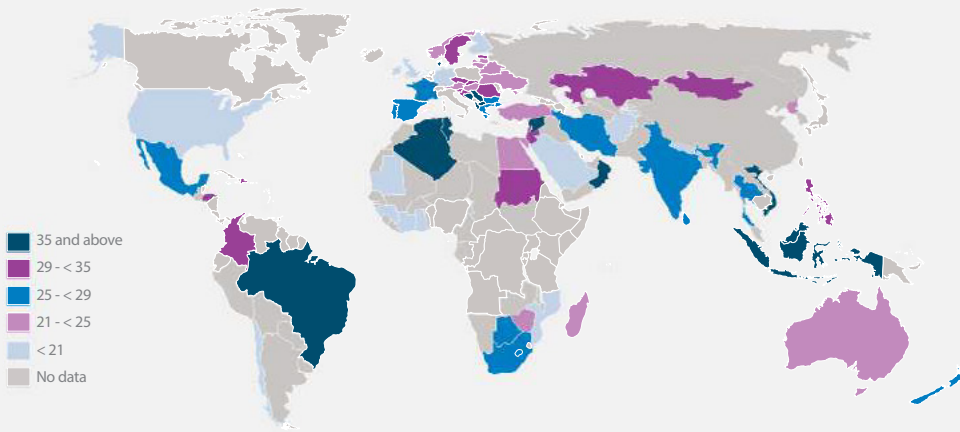 35 and above
29 - < 35
25 - < 29
21 - < 25
< 21
No data